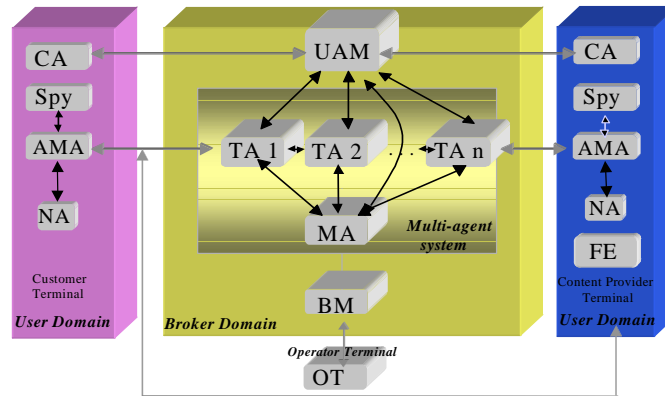 CA
Spy
AMA
NA
Customer
Terminal
User Domain
UAM
TA 1
TA 2
. . .
TA n
MA
Multi-agent
system
BM
Broker Domain
Operator Terminal
OT
CA
Spy
AMA
NA
FE
Content Provider
Terminal
User Domain